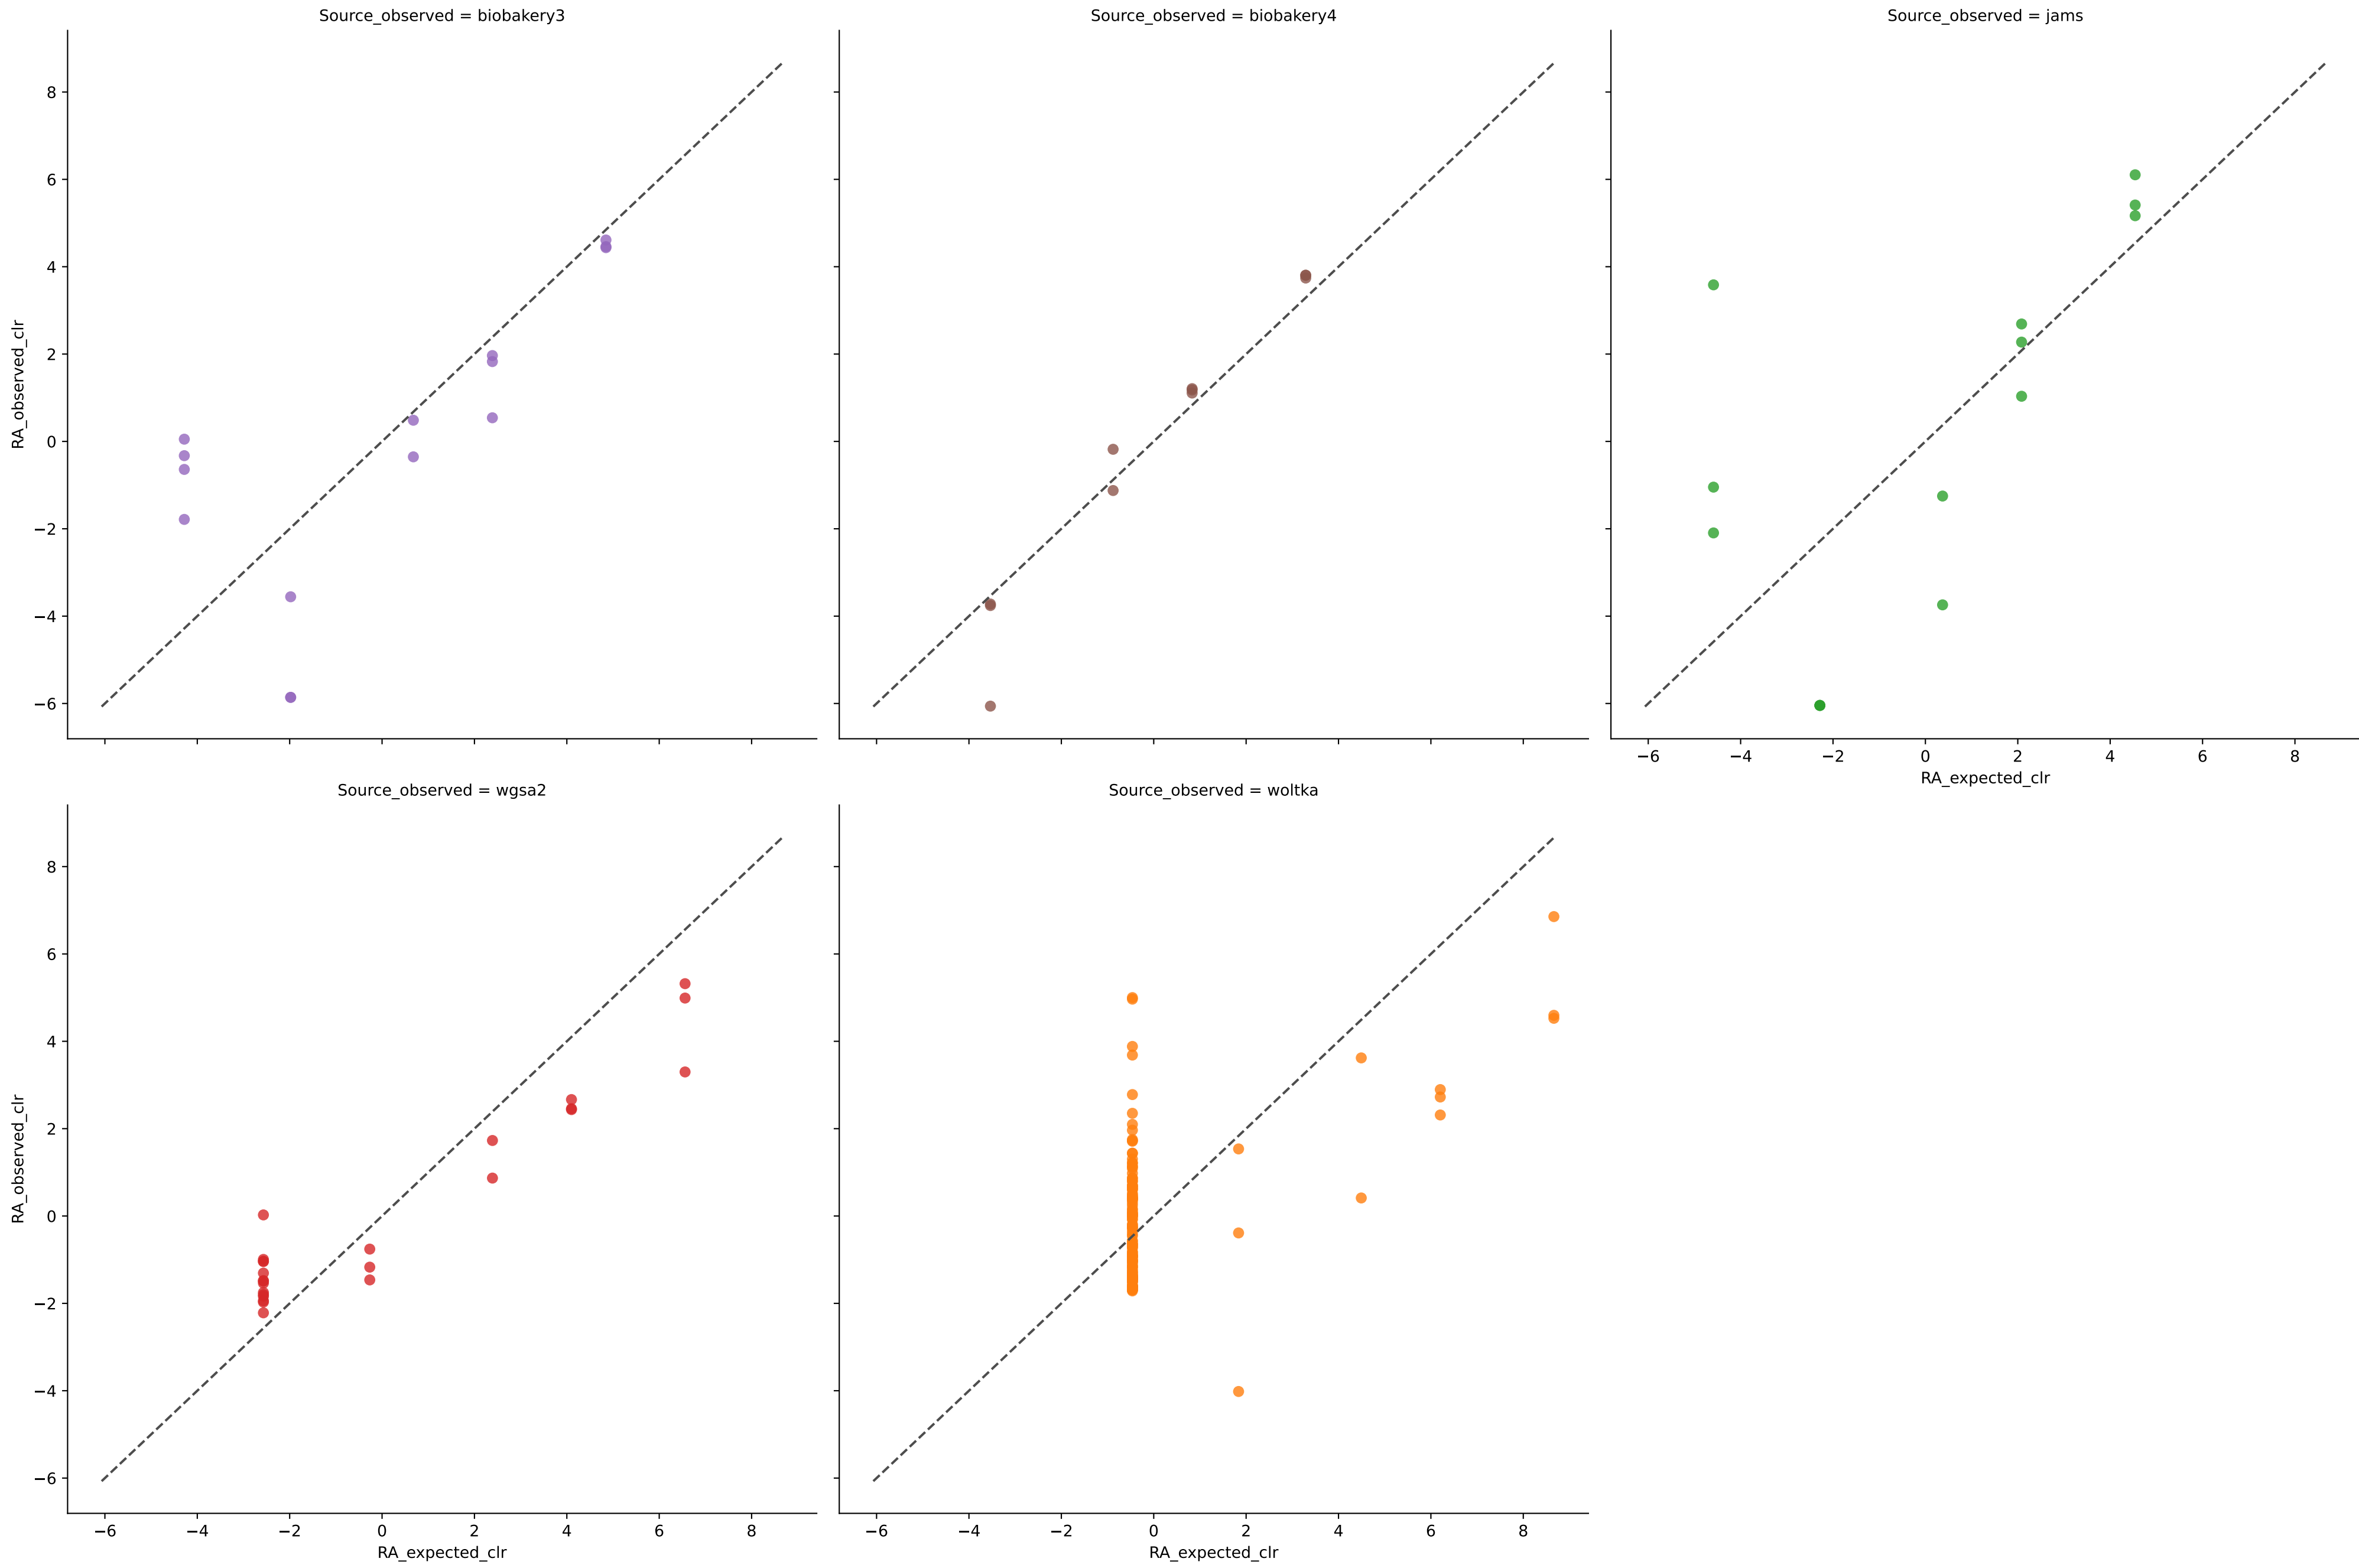 Source_observed = biobakery3
Source_observed = biobakery4
Source_observed = jams
8
6
4
2
0
−2
−4
−6
RA_observed_clr
−6 −4 −2 0 2 4 6 8
RA_expected_clr
Source_observed = wgsa2
Source_observed = woltka
8
6
4
2
0
−2
−4
−6
RA_observed_clr
−6 −4 −2 0 2 4 6 8
−6 −4 −2 0 2 4 6 8
RA_expected_clr
RA_expected_clr